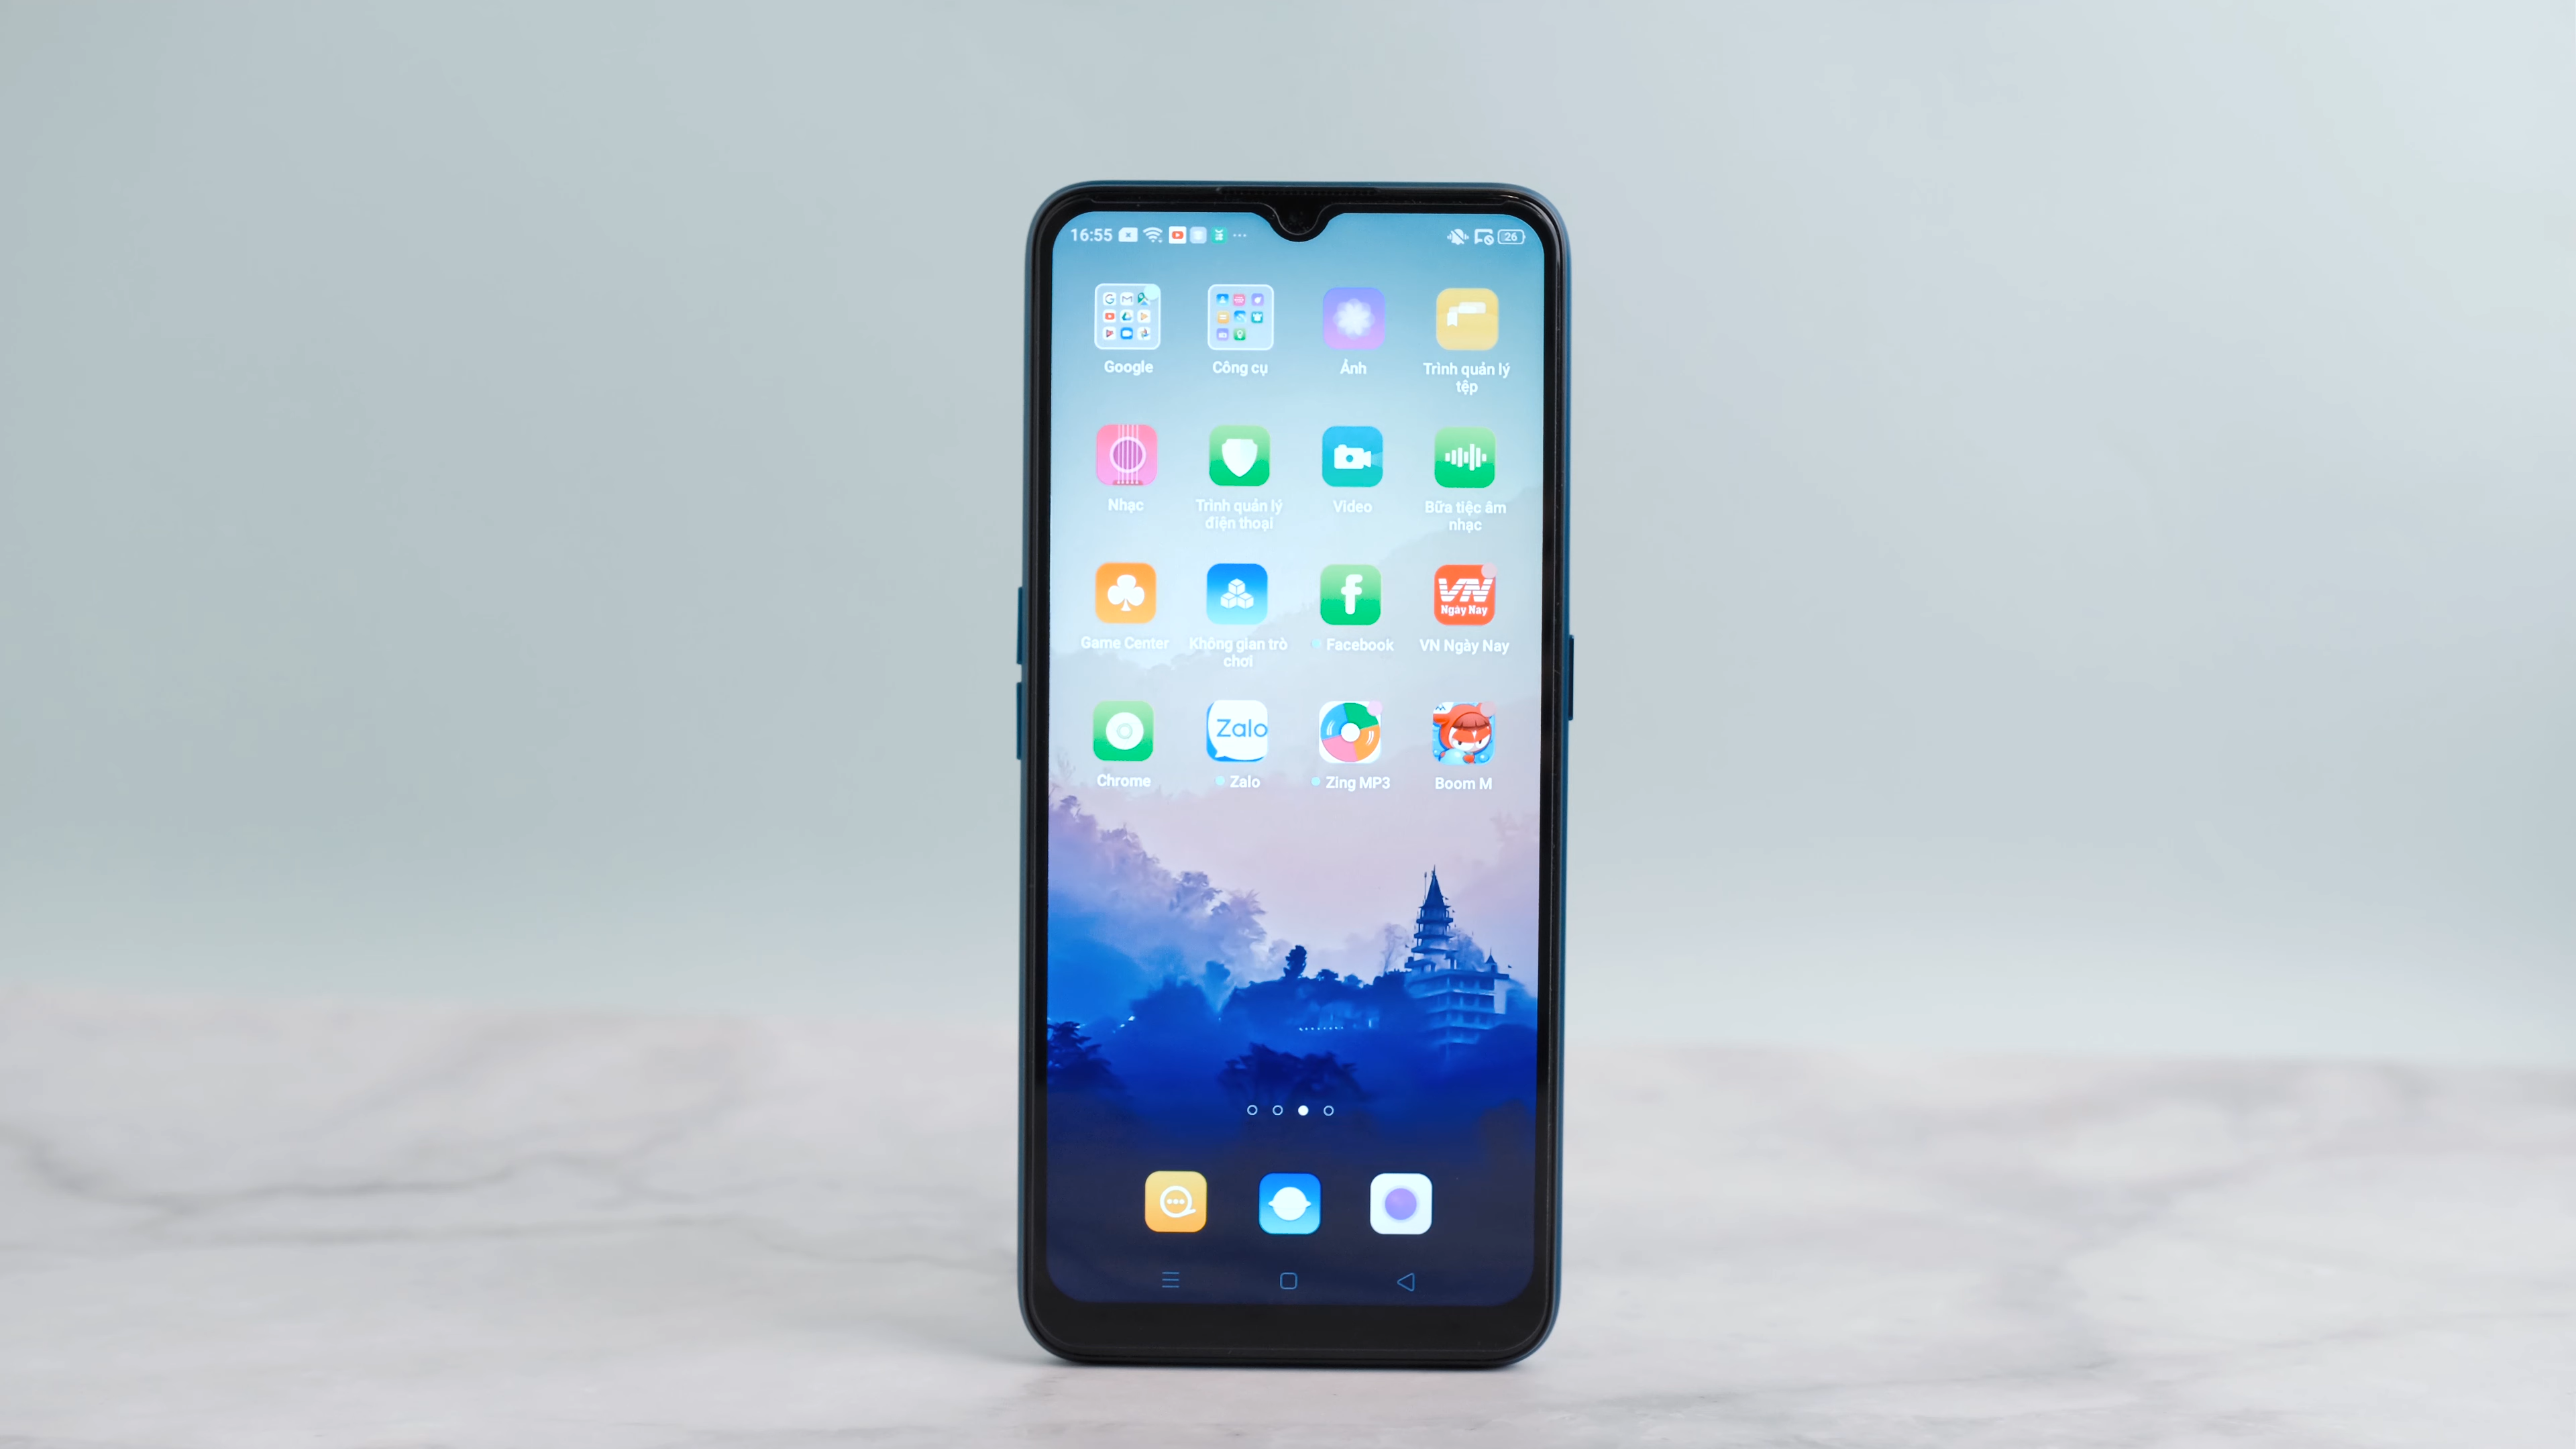 16:55
26
Google
Công cụ
Ảnh
Trình quản lý
tệp
Nhạc
Trình quản lý
điện thoại
Video
Bữa tiệc âm
nhạc
VN
Ngày Nay
Game Center
Không gian trò
chơi
Facebook
VN Ngày Nay
Zalo
Chrome
Zalo
Zing MP3
Boom M